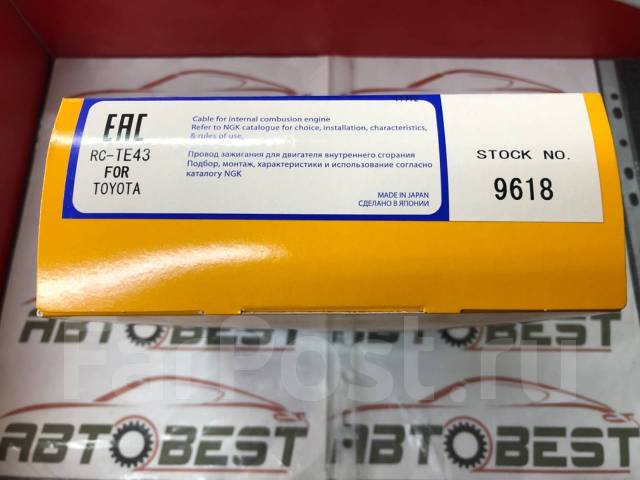 EAC
RC-TE43
FOR
TOYOTA
Cable for internal combusion engine
Refer to NGK catalogue for choice, installation, characteristics,
& rules of use.
Провод зажигания для двигателя внутреннего сгорания
Подбор, монтаж, характеристики и использование согласно
каталогу NGK
MADE IN JAPAN
СДЕЛАНО В ЯПОНИИ
STOCK NO.
9618
АВТОBEST
АВТОBEST
FarPost.ru
АВТОBEST
АВТОBEST